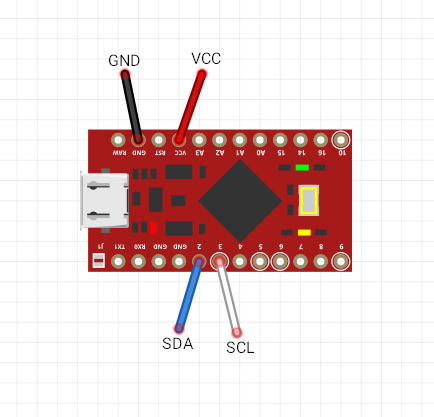 GND VCC
RAW GND RST VCC A3 A2 A1 A0 15 14 16 10
J1 TX1 RX0 GND GND 2 3 4 5 6 7 8 9
SDA SCL